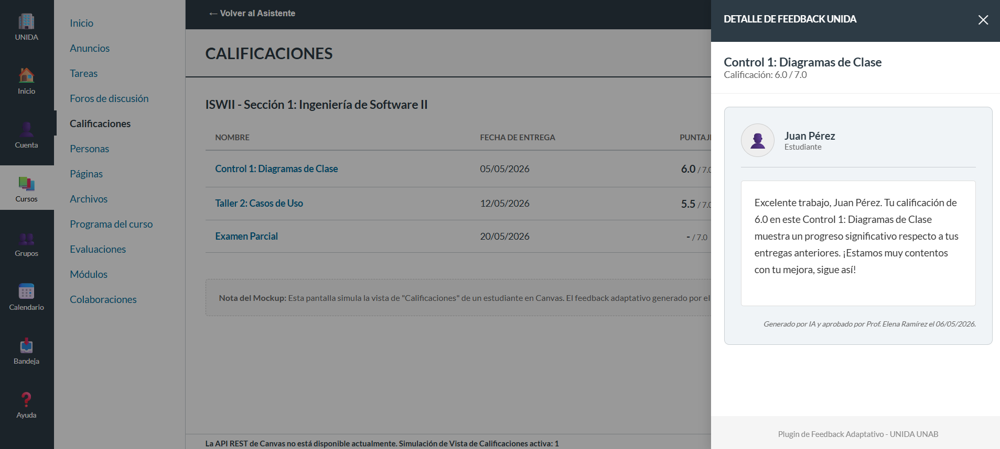 UNIDA
Inicio
Cuenta
Cursos
Grupos
Calendario
Bandeja
Ayuda
Inicio
Anuncios
Tareas
Foros de discusión
Calificaciones
Personas
Páginas
Archivos
Programa del curso
Evaluaciones
Módulos
Colaboraciones
← Volver al Asistente
CALIFICACIONES
ISWII - Sección 1: Ingeniería de Software II
NOMBRE FECHA DE ENTREGA
Control 1: Diagramas de Clase 05/05/2026 6.0 / 7.0
Taller 2: Casos de Uso 12/05/2026 5.5 / 7.0
Examen Parcial 20/05/2026 - / 7.0
Nota del Mockup: Esta pantalla simula la vista de "Calificaciones" de un estudiante en Canvas. El feedback adaptativo generado por el
La API REST de Canvas no está disponible actualmente. Simulación de Vista de Calificaciones activa: 1
DETALLE DE FEEDBACK UNIDA
Control 1: Diagramas de Clase
Calificación: 6.0 / 7.0
Juan Pérez
Estudiante
Excelente trabajo, Juan Pérez. Tu calificación de
6.0 en este Control 1: Diagramas de Clase
muestra un progreso significativo respecto a tus
entregas anteriores. ¡Estamos muy contentos
con tu mejora, sigue así!
Generado por IA y aprobado por Prof. Elena Ramírez el 06/05/2026.
Plugin de Feedback Adaptativo - UNIDA UNAB